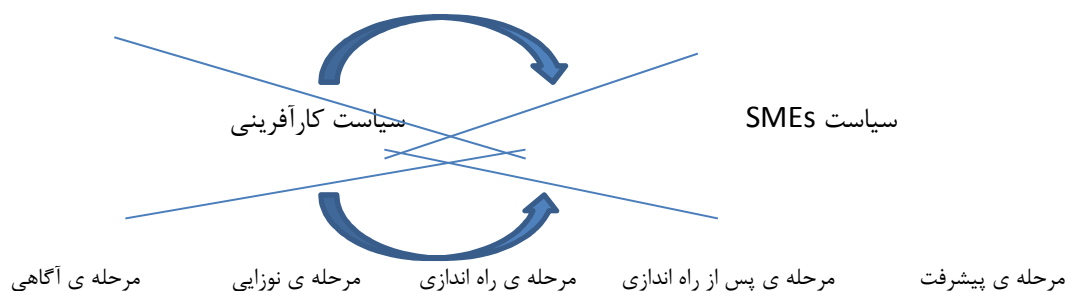 سیاست کارآفرینی
سیاست SMEs
مرحله ی آگاهی مرحله ی نوزایی مرحله ی راه اندازی مرحله ی پس از راه اندازی مرحله ی پیشرفت